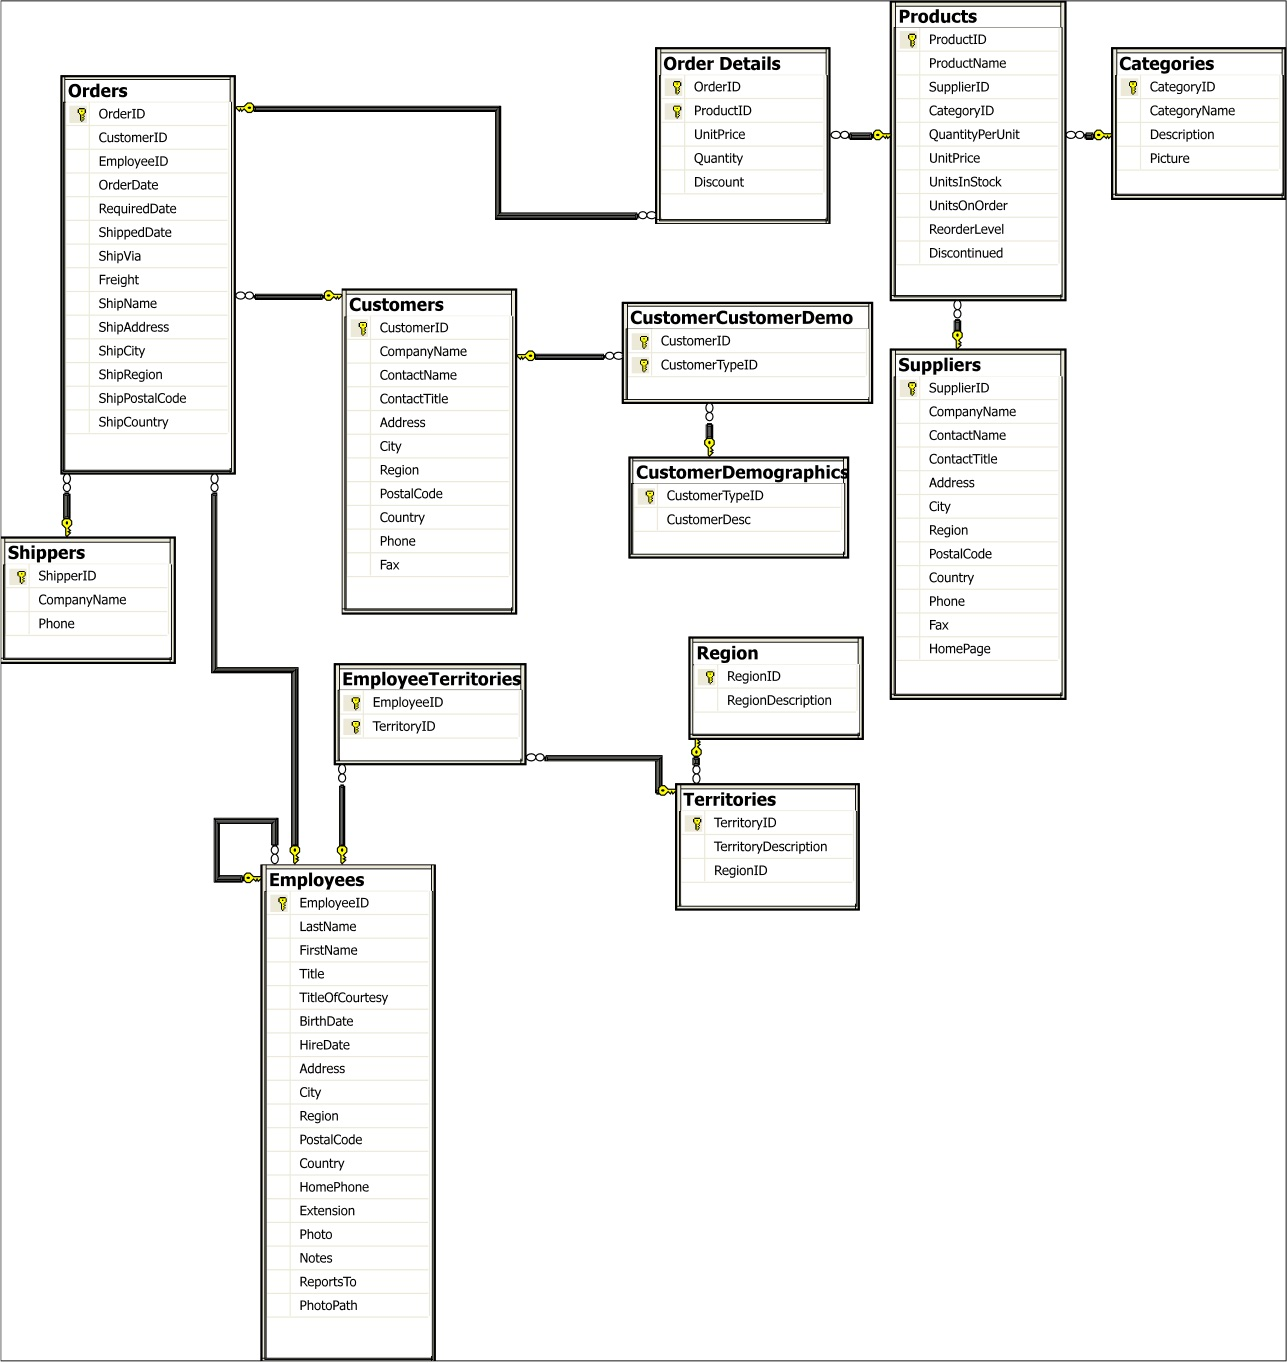 Orders
OrderID
CustomerID
EmployeeID
OrderDate
RequiredDate
ShippedDate
ShipVia
Freight
ShipName
ShipAddress
ShipCity
ShipRegion
ShipPostalCode
ShipCountry
Order Details
OrderID
ProductID
UnitPrice
Quantity
Discount
Products
ProductID
ProductName
SupplierID
CategoryID
QuantityPerUnit
UnitPrice
UnitsInStock
UnitsOnOrder
ReorderLevel
Discontinued
Categories
CategoryID
CategoryName
Description
Picture
Customers
CustomerID
CompanyName
ContactName
ContactTitle
Address
City
Region
PostalCode
Country
Phone
Fax
CustomerCustomerDemo
CustomerID
CustomerTypeID
CustomerDemographics
CustomerTypeID
CustomerDesc
Suppliers
SupplierID
CompanyName
ContactName
ContactTitle
Address
City
Region
PostalCode
Country
Phone
Fax
HomePage
Shippers
ShipperID
CompanyName
Phone
EmployeeTerritories
EmployeeID
TerritoryID
Region
RegionID
RegionDescription
Territories
TerritoryID
TerritoryDescription
RegionID
Employees
EmployeeID
LastName
FirstName
Title
TitleOfCourtesy
BirthDate
HireDate
Address
City
Region
PostalCode
Country
HomePhone
Extension
Photo
Notes
ReportsTo
PhotoPath